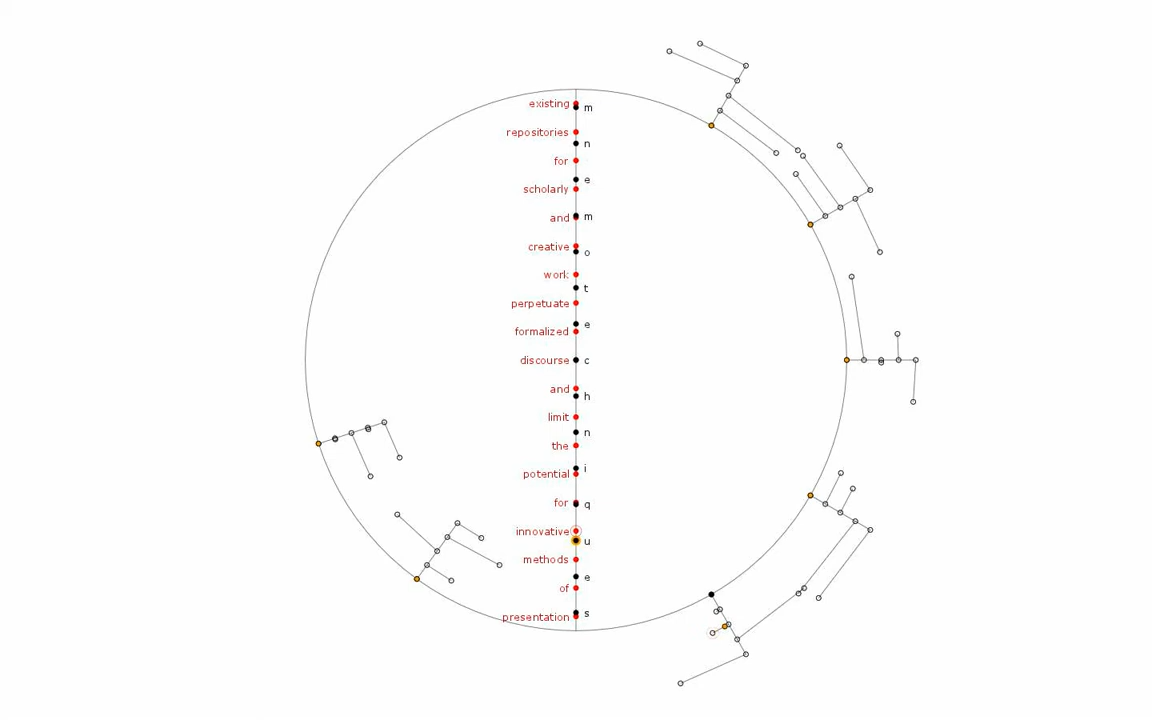 existing
repositories
for
scholarly
and
creative
work
perpetuate
formalized
discourse
and
limit
the
potential
for
innovative
methods
of
presentation
m
n
e
m
o
t
e
c
h
n
i
q
u
e
s